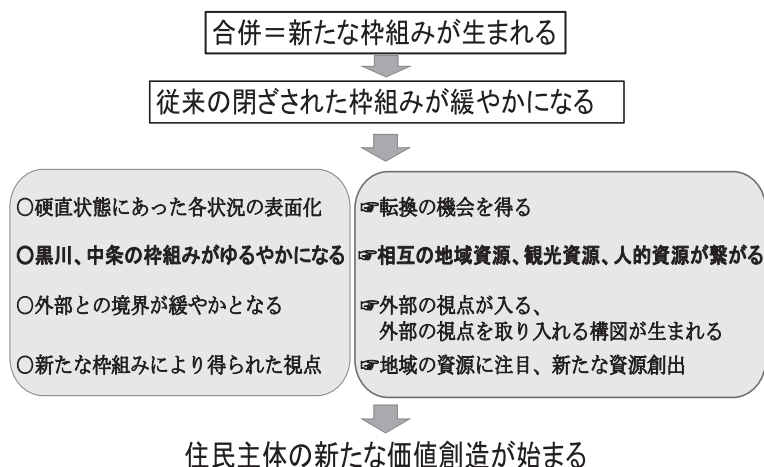 合併＝新たな枠組みが生まれる
従来の閉ざされた枠組みが緩やかになる
○硬直状態にあった各状況の表面化
○黒川、中条の枠組みがゆるやかになる
○外部との境界が緩やかとなる
○新たな枠組みにより得られた視点
☞転換の機会を得る
☞相互の地域資源、観光資源、人的資源が繋がる
☞外部の視点が入る、
外部の視点を取り入れる構図が生まれる
☞地域の資源に注目、新たな資源創出
住民主体の新たな価値創造が始まる